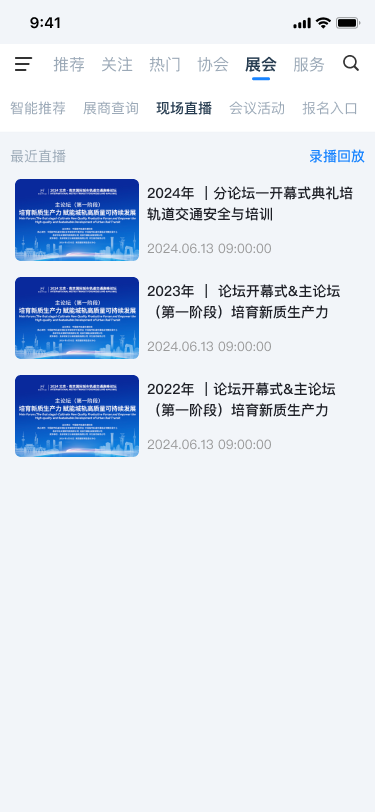 9:41
推荐 关注 热门 协会 展会 服务
智能推荐 展商查询 现场直播 会议活动 报名入口
最近直播 录播回放
主论坛（第一阶段）
培育新质生产力 赋能城轨高质量可持续发展
2024年 ｜分论坛一开幕式典礼培
轨道交通安全与培训
2024.06.13 09:00:00
主论坛（第一阶段）
培育新质生产力 赋能城轨高质量可持续发展
2023年 ｜ 论坛开幕式&主论坛
（第一阶段）培育新质生产力
2024.06.13 09:00:00
主论坛（第一阶段）
培育新质生产力 赋能城轨高质量可持续发展
2022年 ｜论坛开幕式&主论坛
（第一阶段）培育新质生产力
2024.06.13 09:00:00